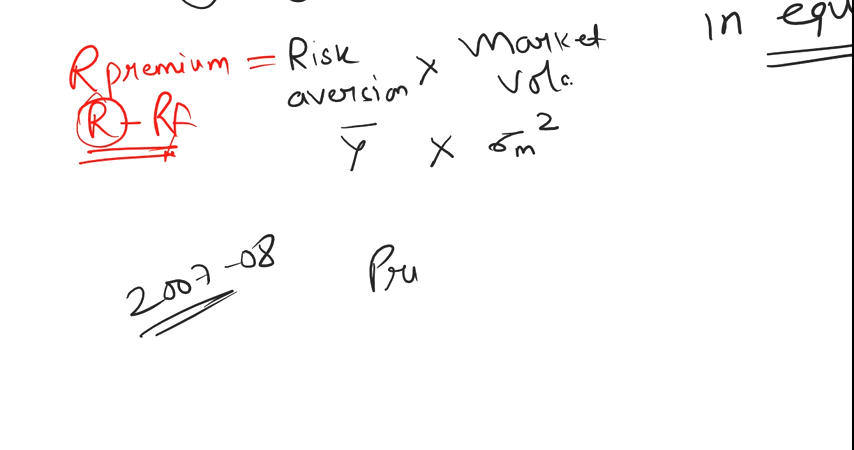 in equ
Rpremium = Risk aversion × Market Vola.
R - Rf
γ̅ × σm²
2007-08
Pru